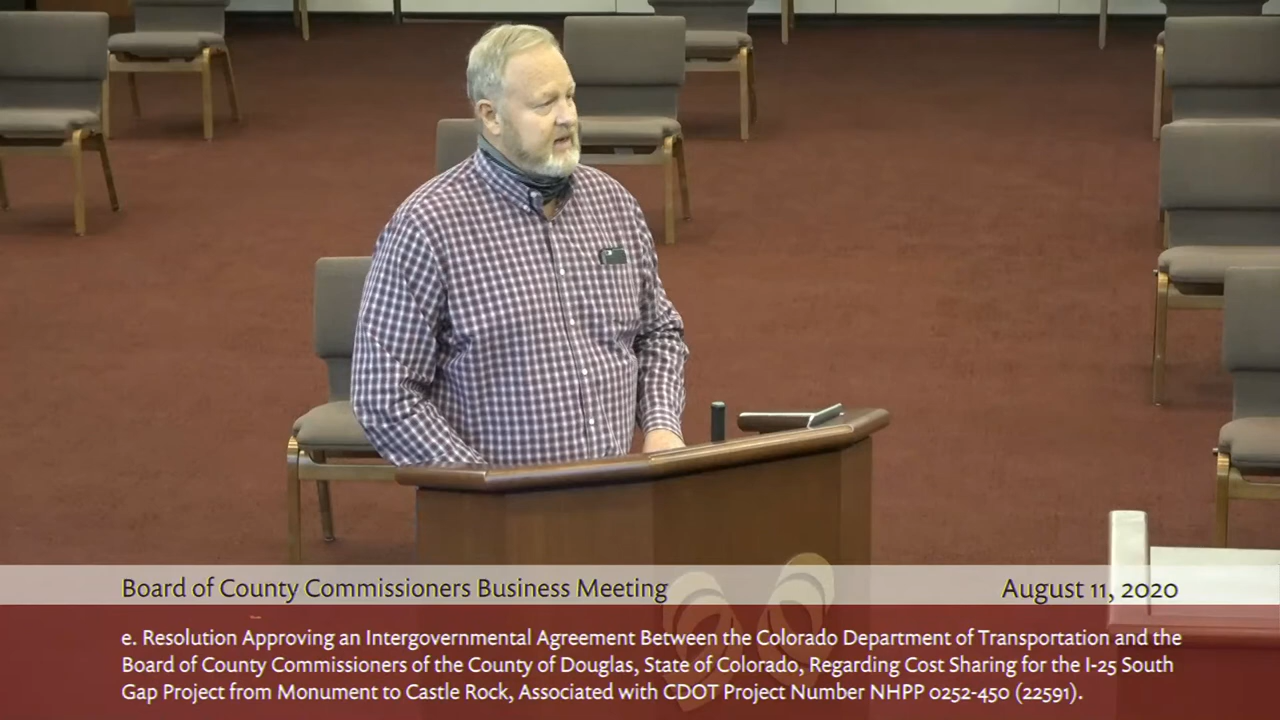 Board of County Commissioners Business Meeting
August 11, 2020
e. Resolution Approving an Intergovernmental Agreement Between the Colorado Department of Transportation and the
Board of County Commissioners of the County of Douglas, State of Colorado, Regarding Cost Sharing for the I-25 South
Gap Project from Monument to Castle Rock, Associated with CDOT Project Number NHPP 0252-450 (22591).